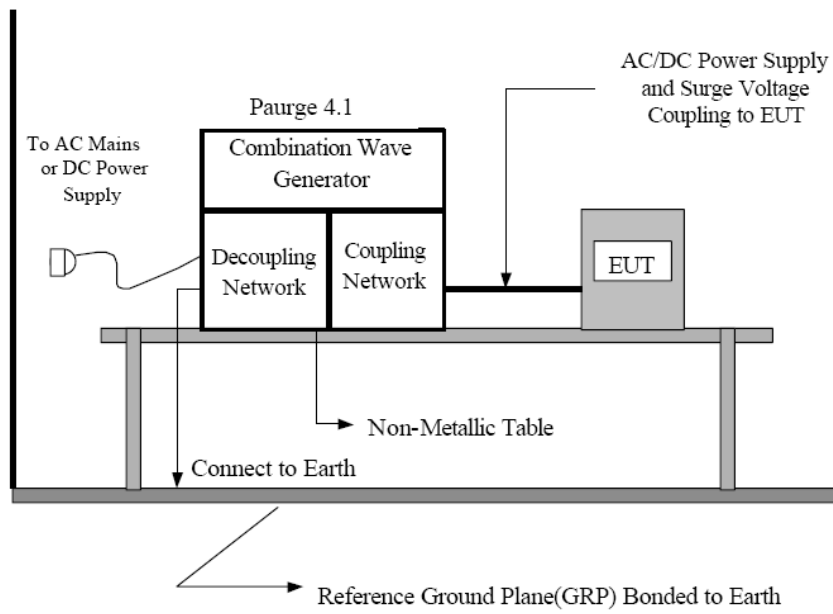 AC/DC Power Supply
and Surge Voltage
Coupling to EUT
Paurge 4.1
To AC Mains
or DC Power
Supply
Combination Wave
Generator
Decoupling
Network
Coupling
Network
EUT
Non-Metallic Table
Connect to Earth
Reference Ground Plane(GRP) Bonded to Earth